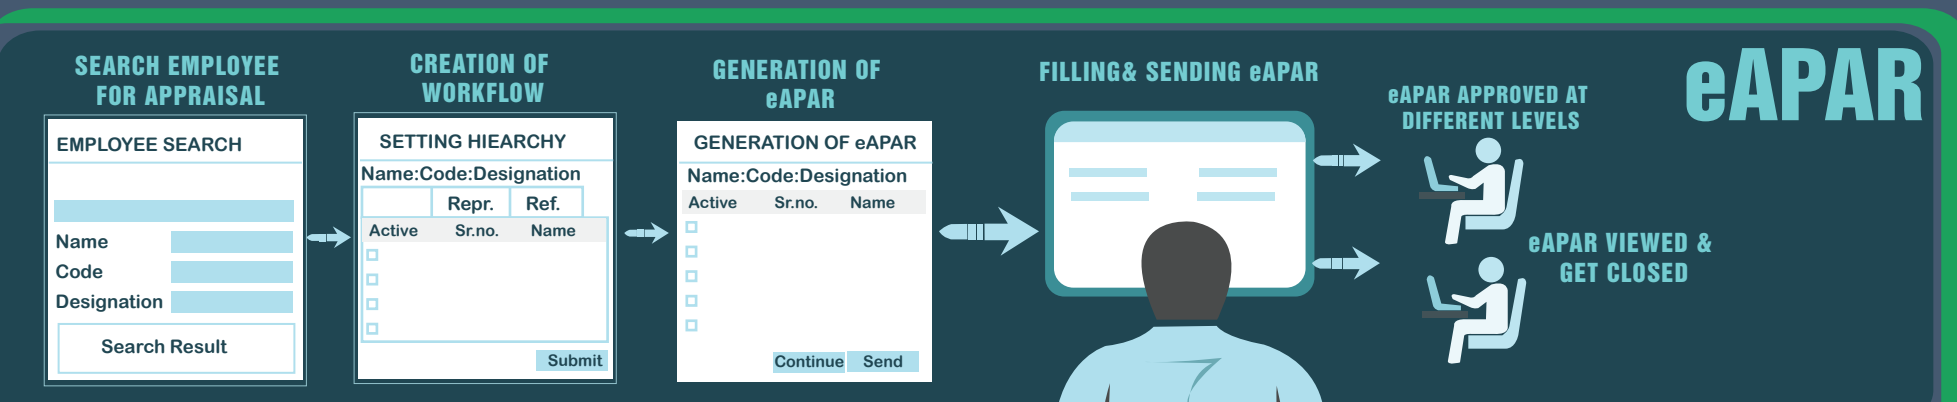 SEARCH EMPLOYEE
FOR APPRAISAL
EMPLOYEE SEARCH
Name
Code
Designation
Search Result
CREATION OF
WORKFLOW
SETTING HIEARCHY
Name:Code:Designation
Repr. Ref.
Active Sr.no. Name
Submit
GENERATION OF
eAPAR
GENERATION OF eAPAR
Name:Code:Designation
Active Sr.no. Name
Continue Send
FILLING& SENDING eAPAR
eAPAR APPROVED AT
DIFFERENT LEVELS
eAPAR VIEWED &
GET CLOSED
eAPAR